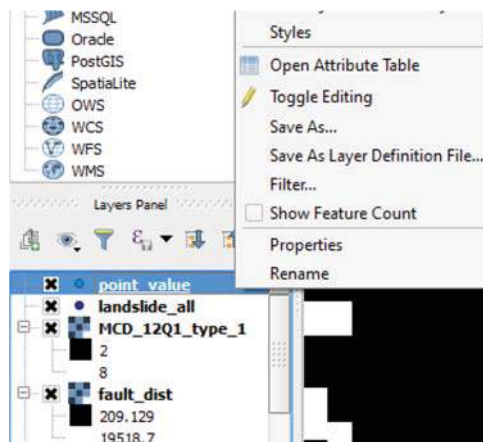 MSSQL
Oracle
PostGIS
SpatiaLite
OWS
WCS
WFS
WMS
Styles
Open Attribute Table
Toggle Editing
Save As...
Save As Layer Definition File...
Filter...
Show Feature Count
Properties
Rename
Layers Panel
point_value
landslide_all
MCD_12Q1_type_1
2
8
fault_dist
209.129
19518.7